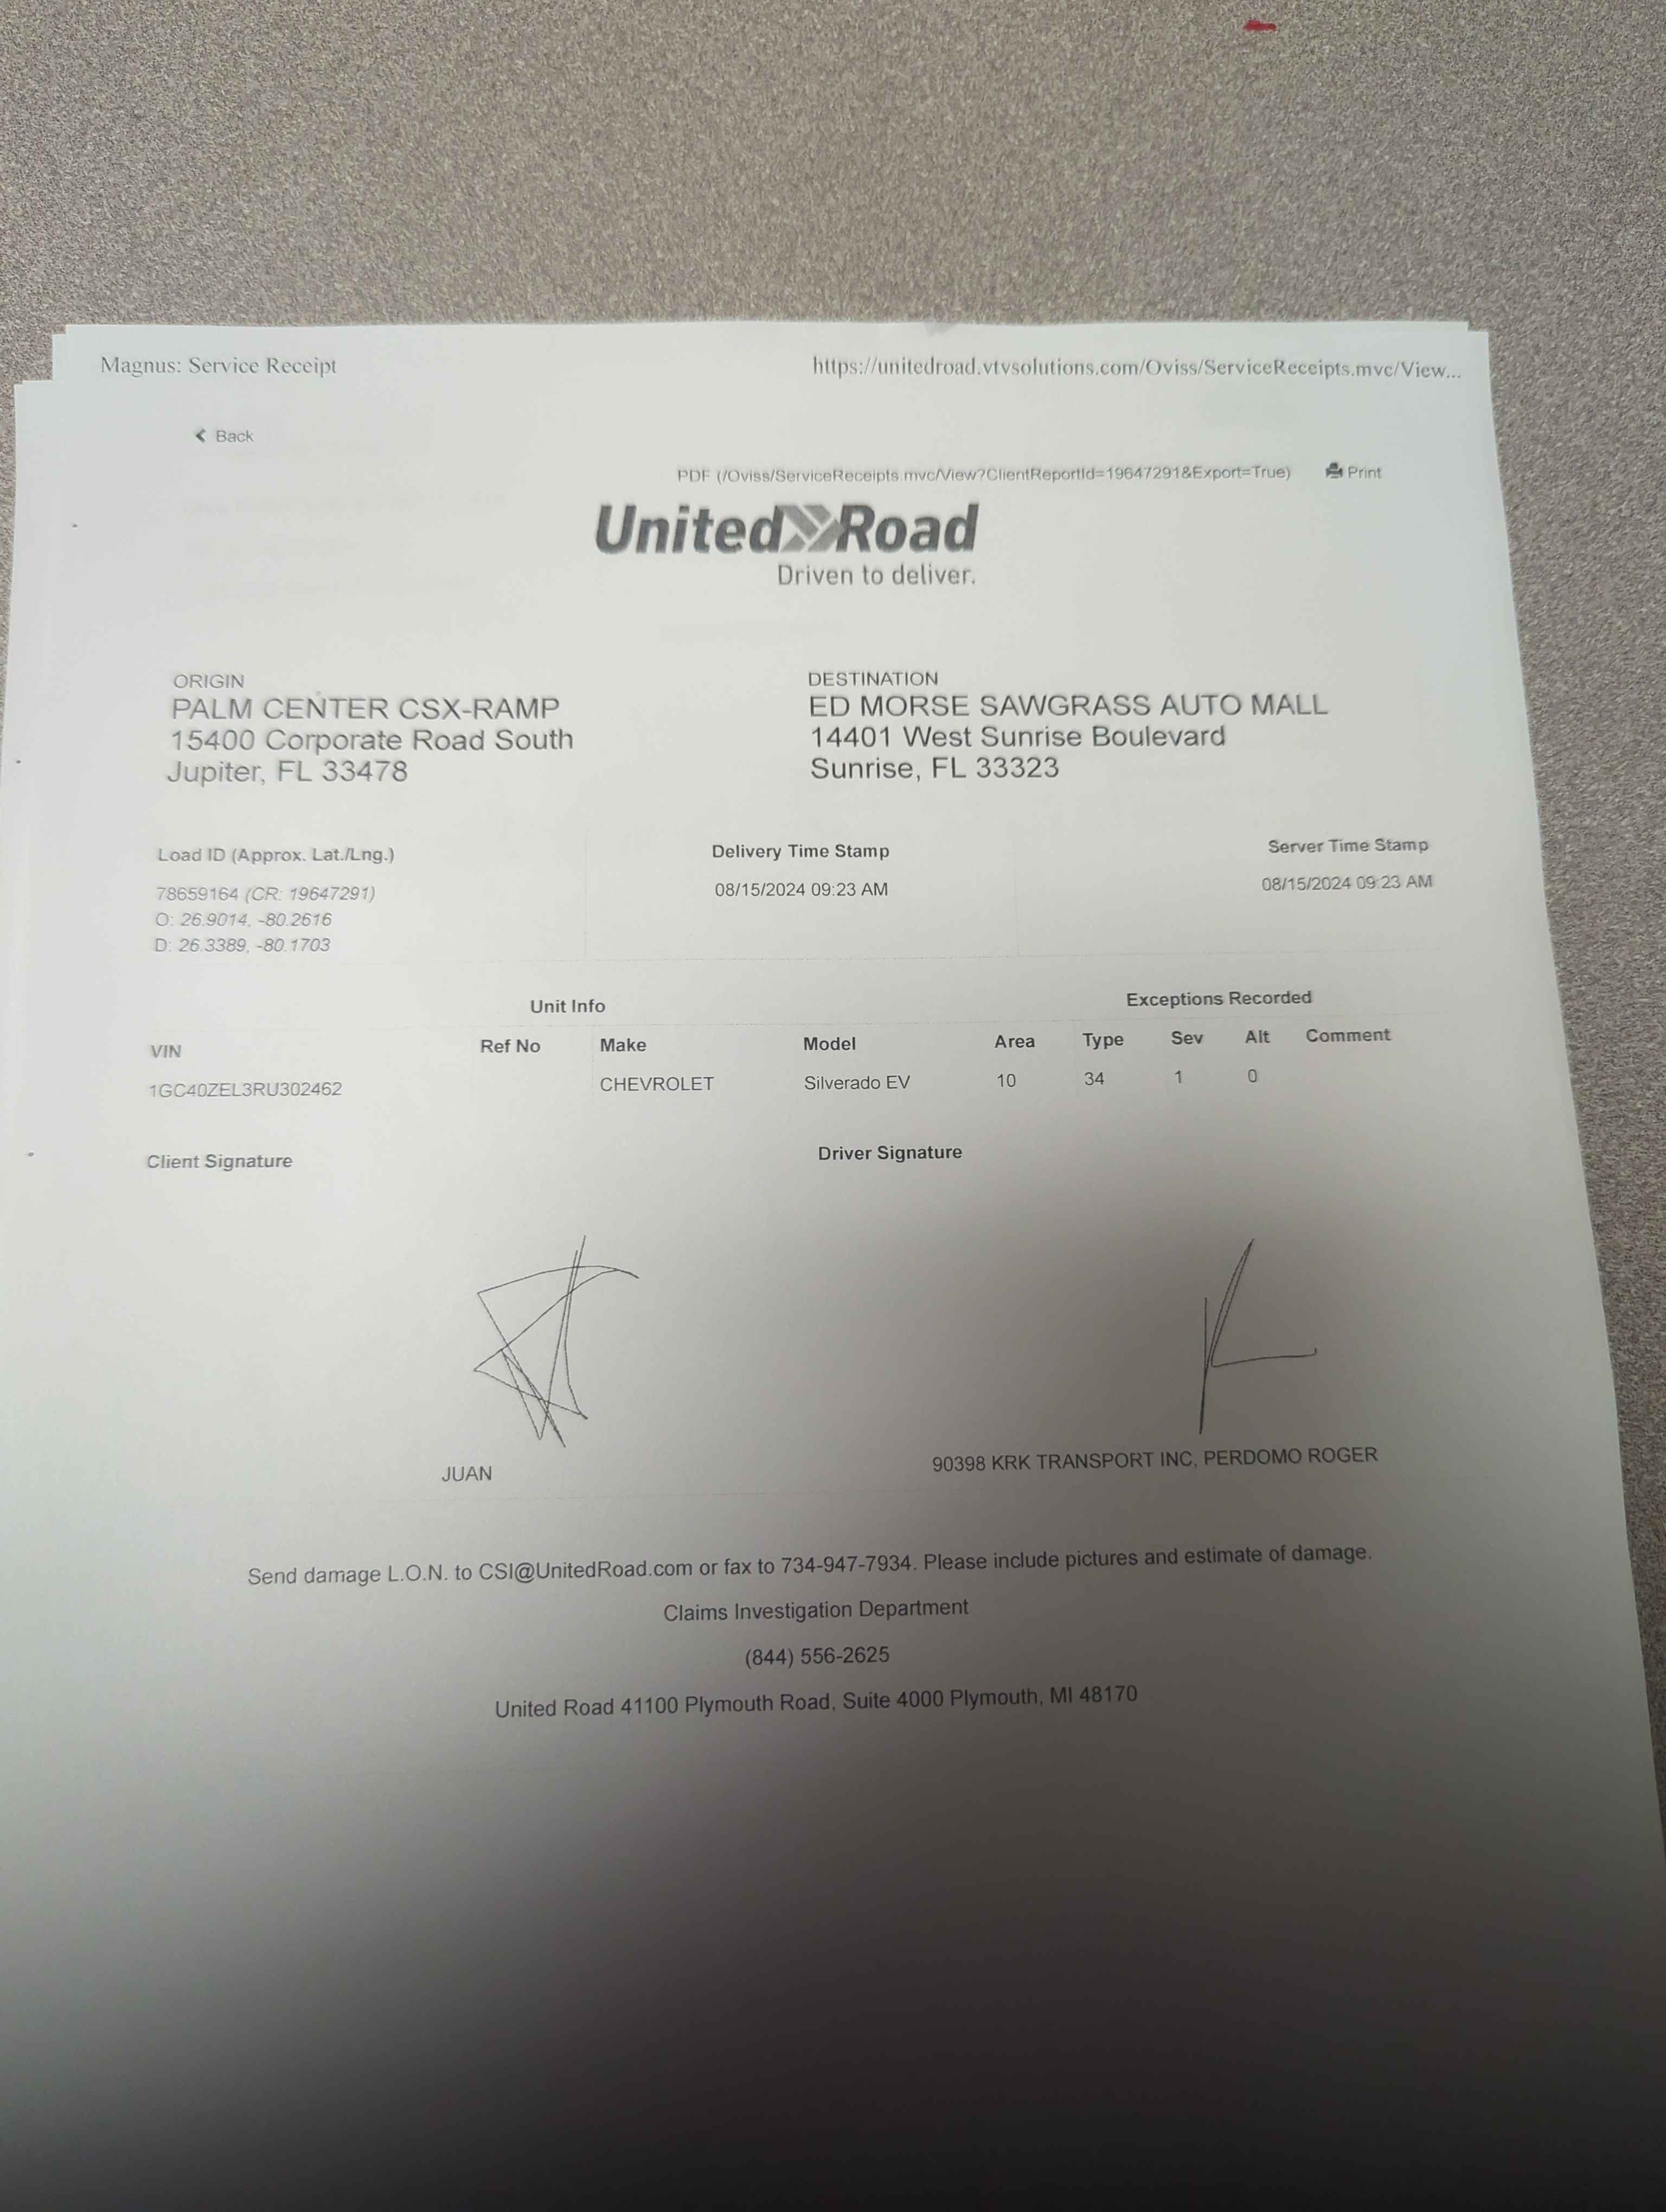 Magnus: Service Receipt
https://unitedroad.vtvsolutions.com/Oviss/ServiceReceipts.mvc/View...
Back
PDF (/Oviss/ServiceReceipts.mvc/View?ClientReportId=19647291&Export=True)
Print
United Road
Driven to deliver.
ORIGIN
PALM CENTER CSX-RAMP
15400 Corporate Road South
Jupiter, FL 33478
DESTINATION
ED MORSE SAWGRASS AUTO MALL
14401 West Sunrise Boulevard
Sunrise, FL 33323
Load ID (Approx. Lat./Lng.)
78659164 (CR: 19647291)
O: 26.9014, -80.2616
D: 26.3389, -80.1703
Delivery Time Stamp
08/15/2024 09:23 AM
Server Time Stamp
08/15/2024 09:23 AM
Unit Info
Exceptions Recorded
VIN Ref No Make Model Area Type Sev Alt Comment
1GC40ZEL3RU302462 CHEVROLET Silverado EV 10 34 1 0
Client Signature
Driver Signature
JUAN
90398 KRK TRANSPORT INC, PERDOMO ROGER
Send damage L.O.N. to CSI@UnitedRoad.com or fax to 734-947-7934. Please include pictures and estimate of damage.
Claims Investigation Department
(844) 556-2625
United Road 41100 Plymouth Road, Suite 4000 Plymouth, MI 48170